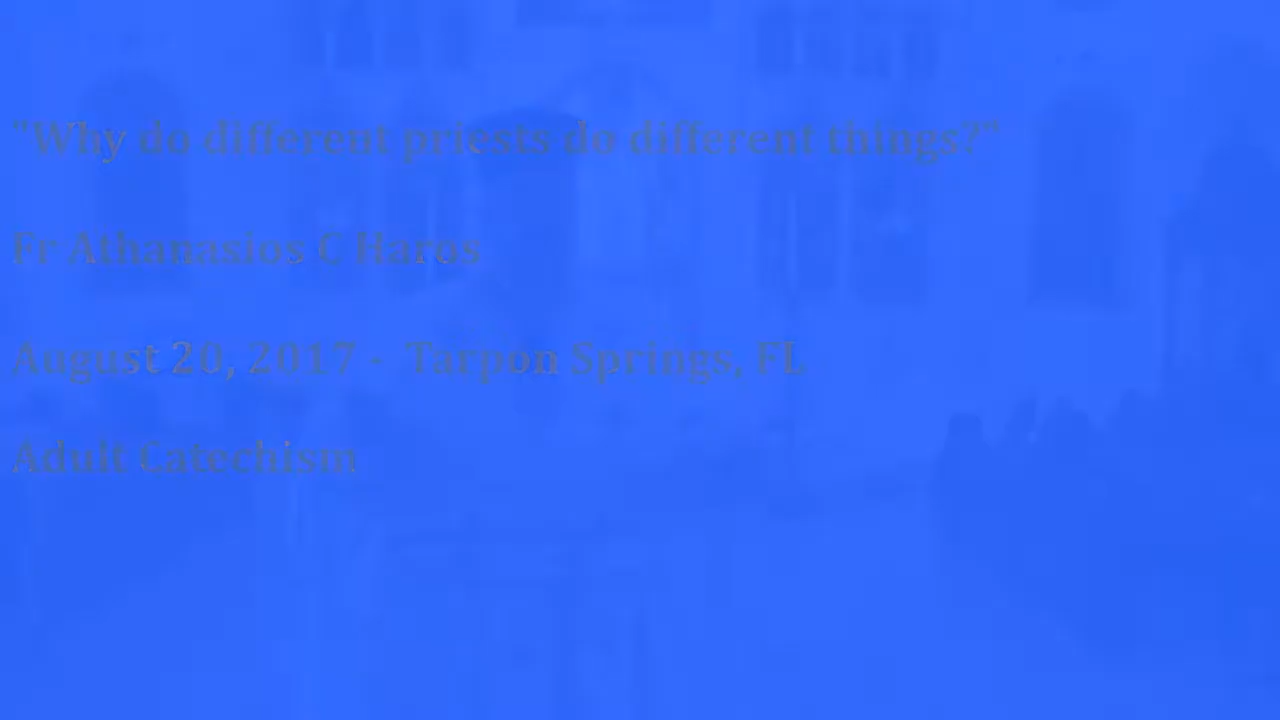 "Why do different priests do different things?"
Fr Athanasios C Haros
August 20, 2017 · Tarpon Springs, FL
Adult Catechism